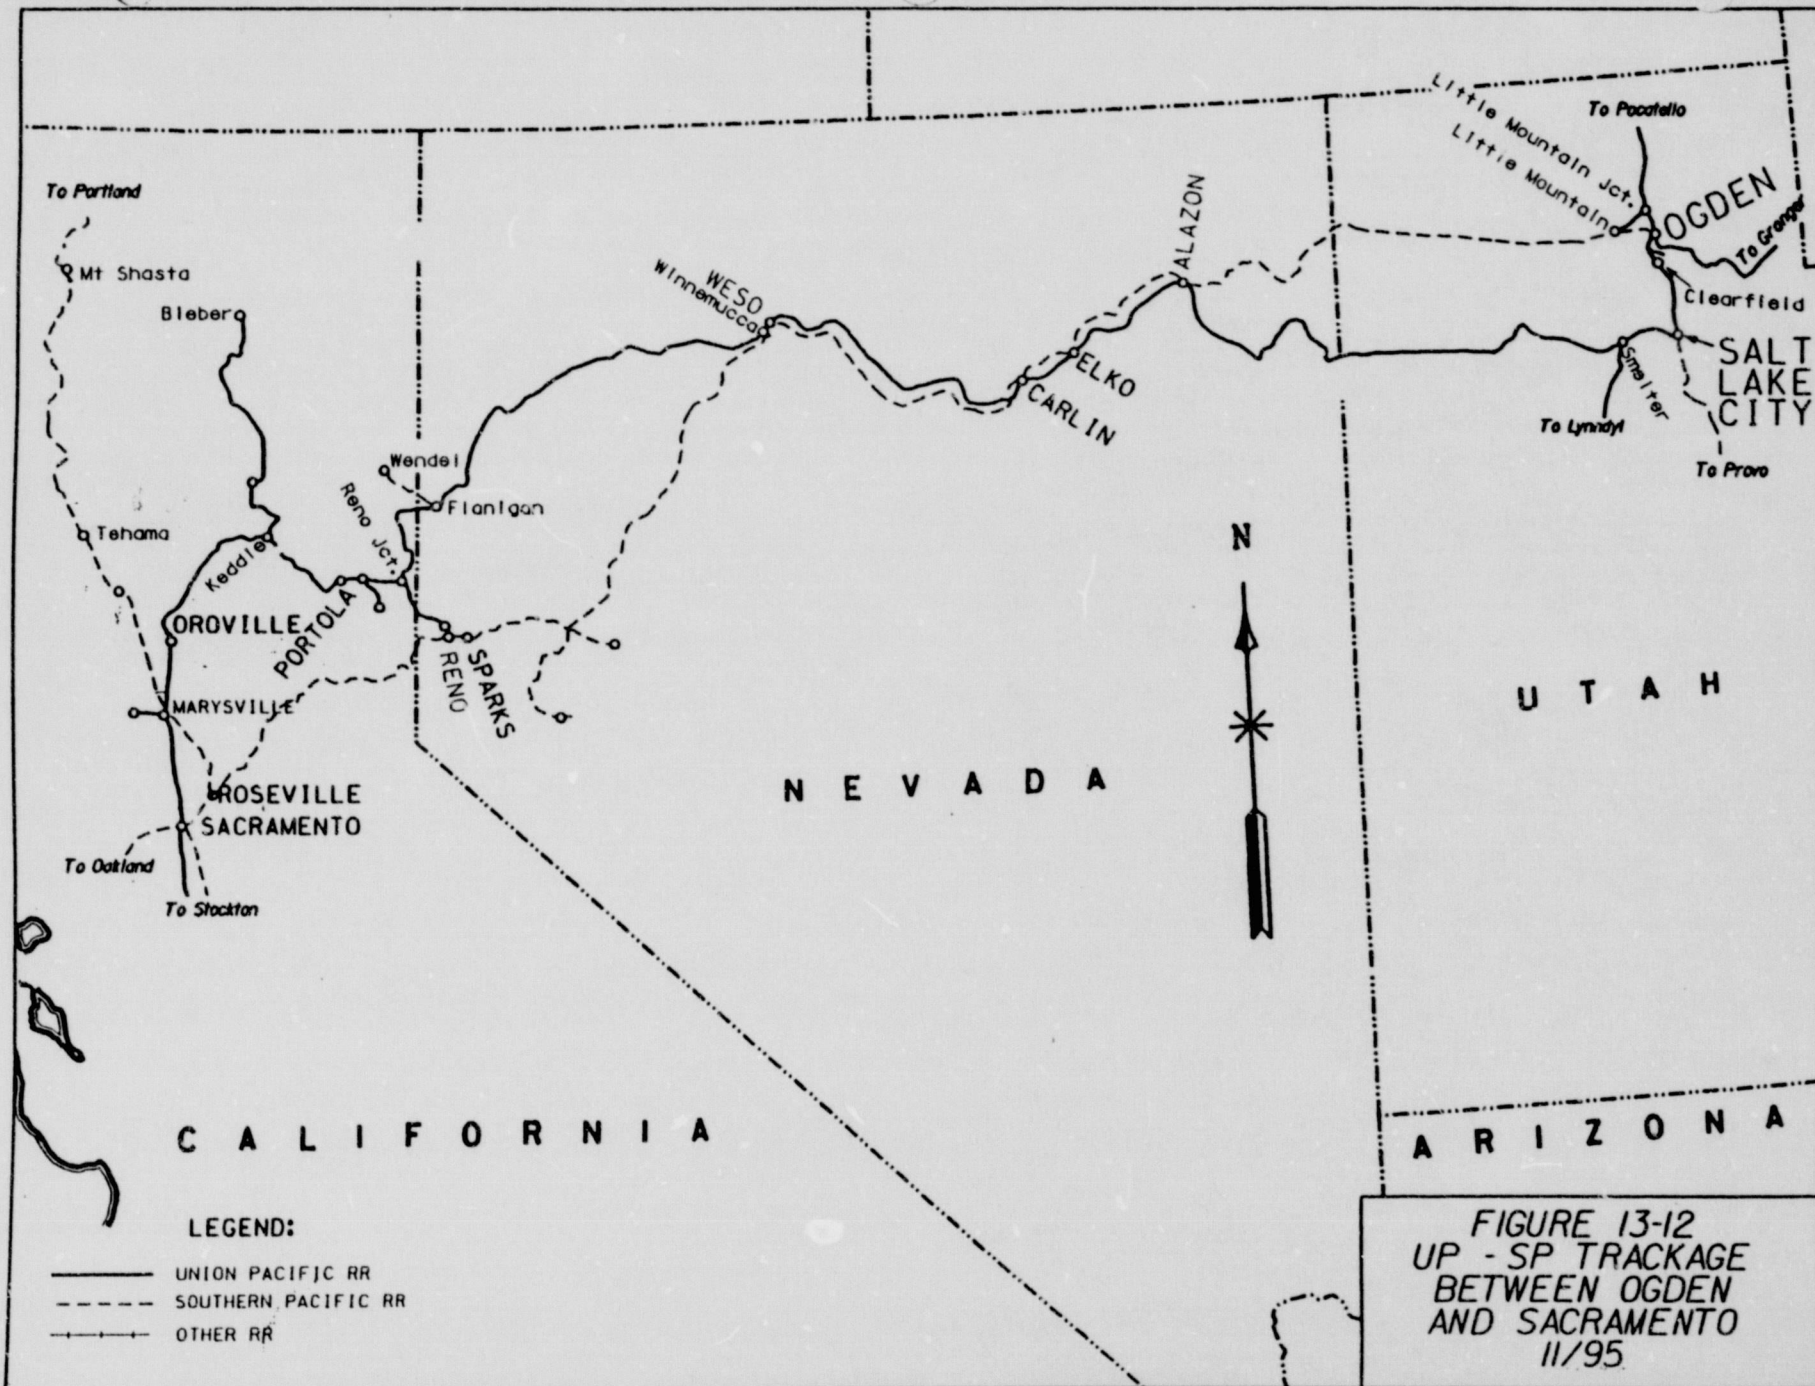 To Portland
Mt Shasta
Bieber
Wendel
Flanigan
Reno Jct.
Tehama
Keddie
OROVILLE
PORTOLA
RENO
SPARKS
MARYSVILLE
ROSEVILLE
SACRAMENTO
To Oakland
To Stockton
WESO
Winnemucca
CARLIN
ELKO
ALAZON
Little Mountain Jct.
Little Mountain
To Pocatello
OGDEN
To Granger
Clearfield
SALT
LAKE
CITY
Smelter
To Lynndyl
To Provo
N
NEVADA
UTAH
CALIFORNIA
ARIZONA
LEGEND:
UNION PACIFIC RR
SOUTHERN PACIFIC RR
OTHER RR
FIGURE 13-12
UP - SP TRACKAGE
BETWEEN OGDEN
AND SACRAMENTO
11/95